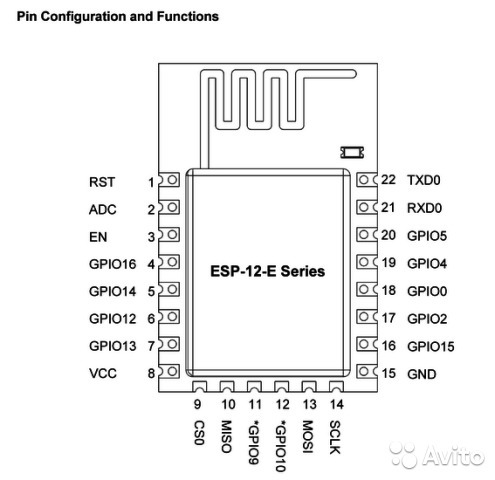 Pin Configuration and Functions
RST 1 22 TXD0
ADC 2 21 RXD0
EN 3 20 GPIO5
GPIO16 4 19 GPIO4
ESP-12-E Series
GPIO14 5 18 GPIO0
GPIO12 6 17 GPIO2
GPIO13 7 16 GPIO15
VCC 8 15 GND
9 10 11 12 13 14
CS0 MISO *GPIO9 *GPIO10 MOSI SCLK
Avito